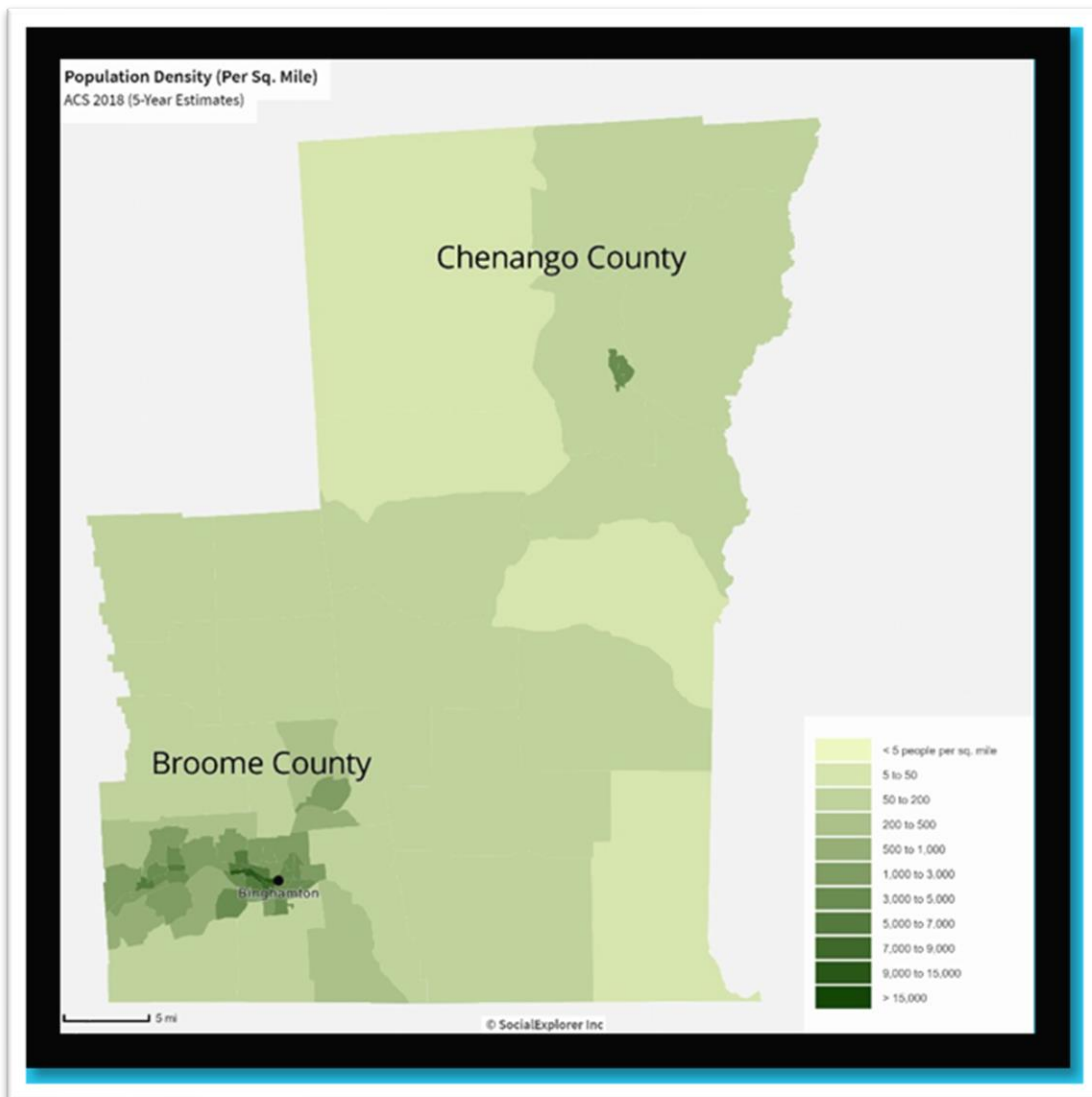 Population Density (Per Sq. Mile)
ACS 2018 (5-Year Estimates)
Chenango County
Broome County
Binghamton
< 5 people per sq. mile
5 to 50
50 to 200
200 to 500
500 to 1,000
1,000 to 3,000
3,000 to 5,000
5,000 to 7,000
7,000 to 9,000
9,000 to 15,000
> 15,000
5 mi
© SocialExplorer Inc